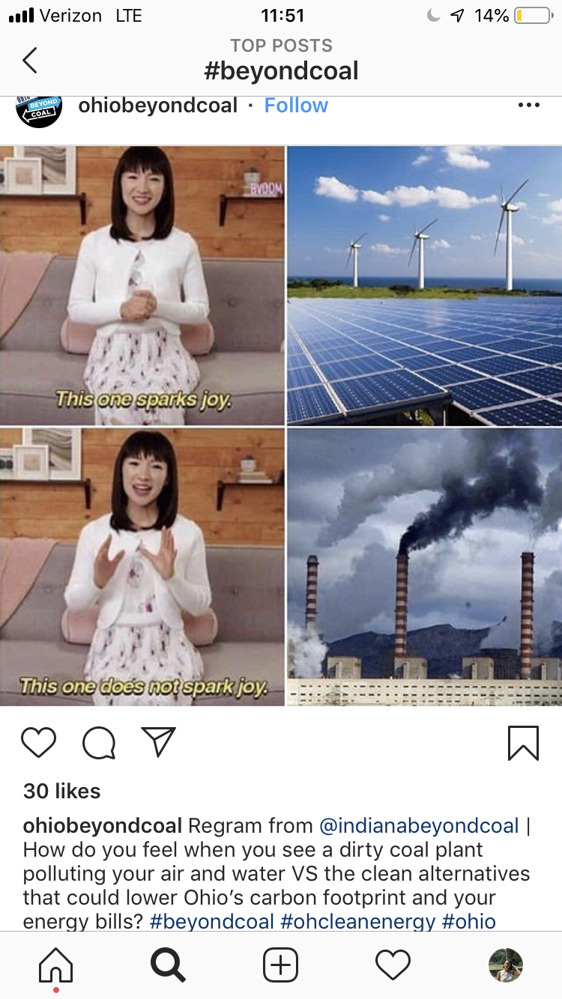 Verizon LTE 11:51 14%
TOP POSTS
#beyondcoal
BEYOND
COAL
ohiobeyondcoal · Follow
This one sparks joy.
This one does not spark joy.
30 likes
ohiobeyondcoal Regram from @indianabeyondcoal |
How do you feel when you see a dirty coal plant
polluting your air and water VS the clean alternatives
that could lower Ohio’s carbon footprint and your
energy bills? #beyondcoal #ohcleanenergy #ohio